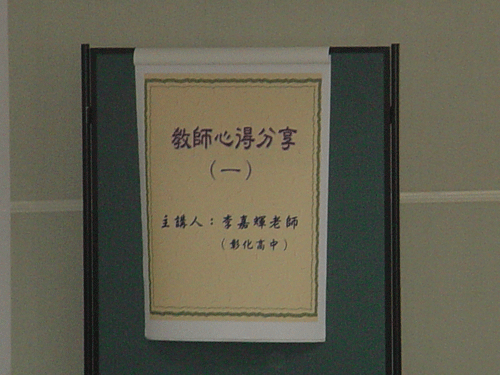 教師心得分享
(一)
主講人：李嘉輝老師
(彰化高中)